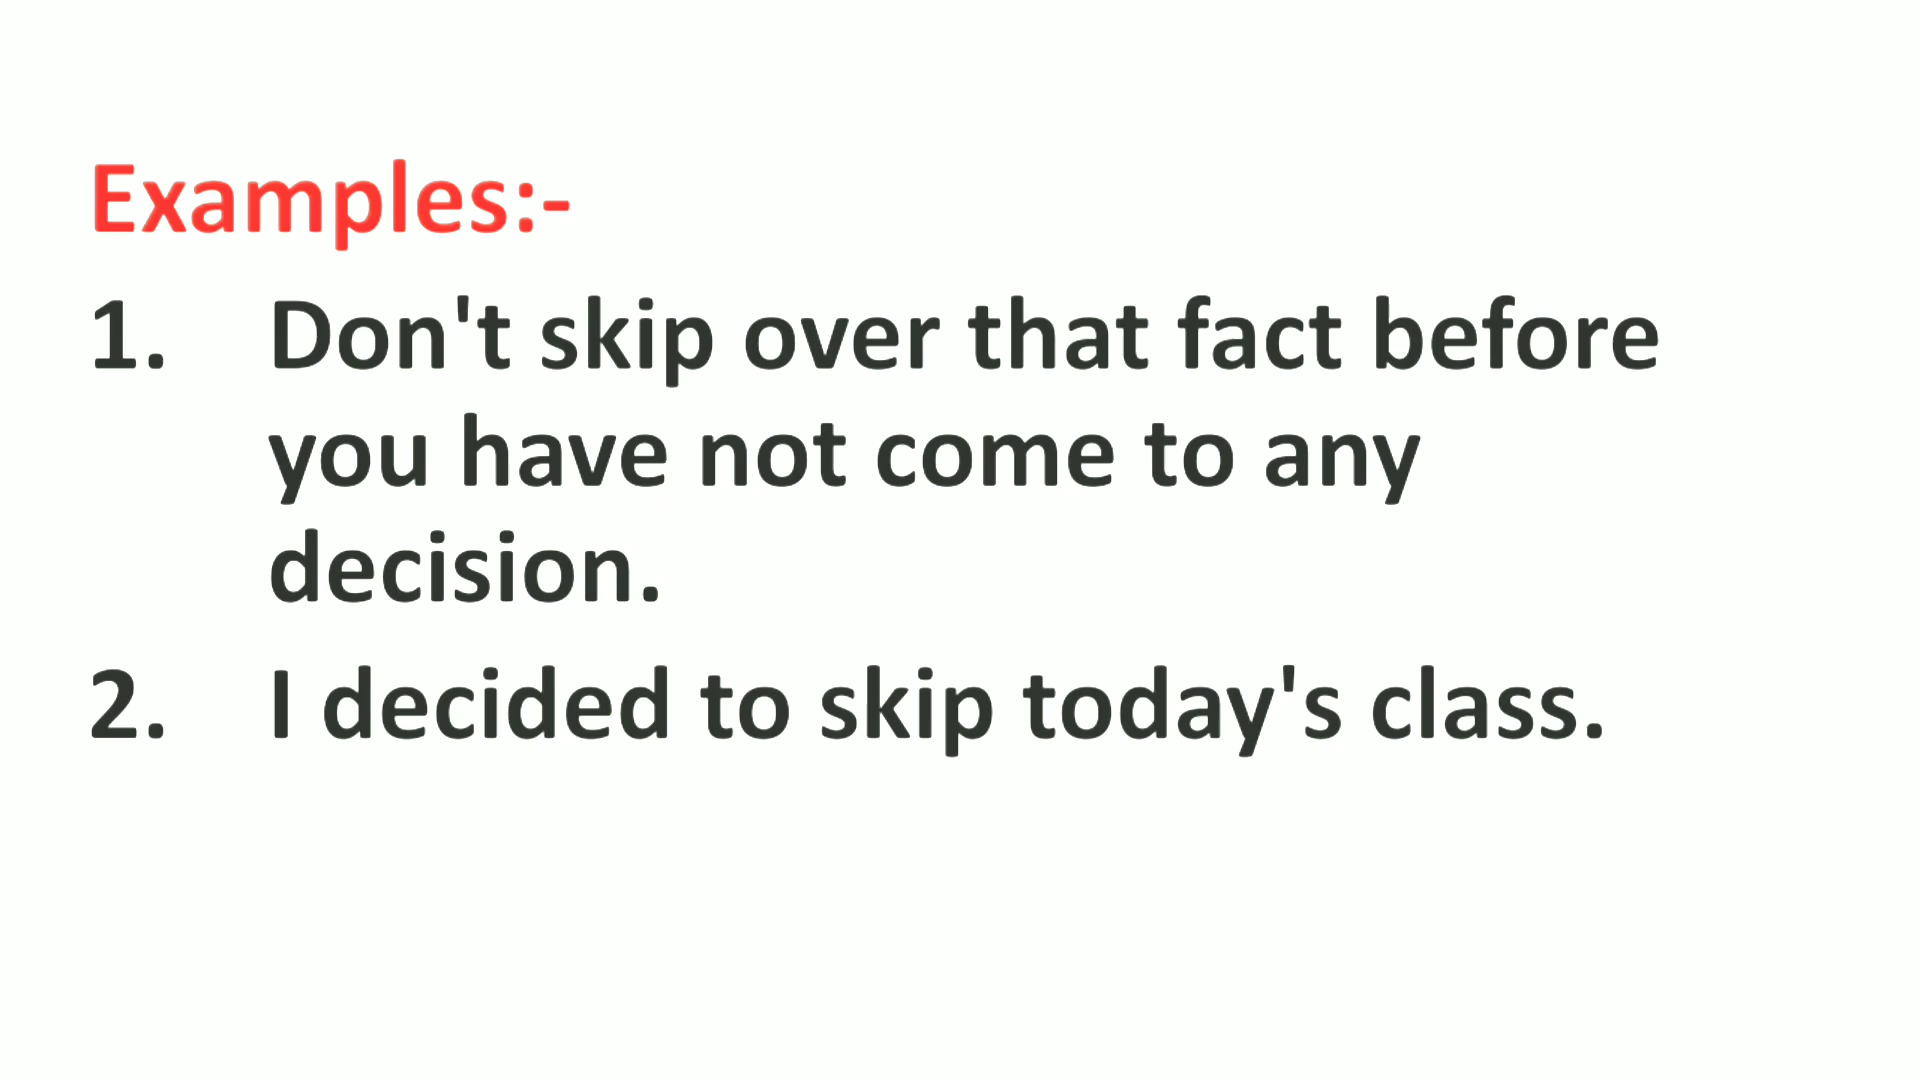 Examples:-
1. Don't skip over that fact before
you have not come to any
decision.
2. I decided to skip today's class.